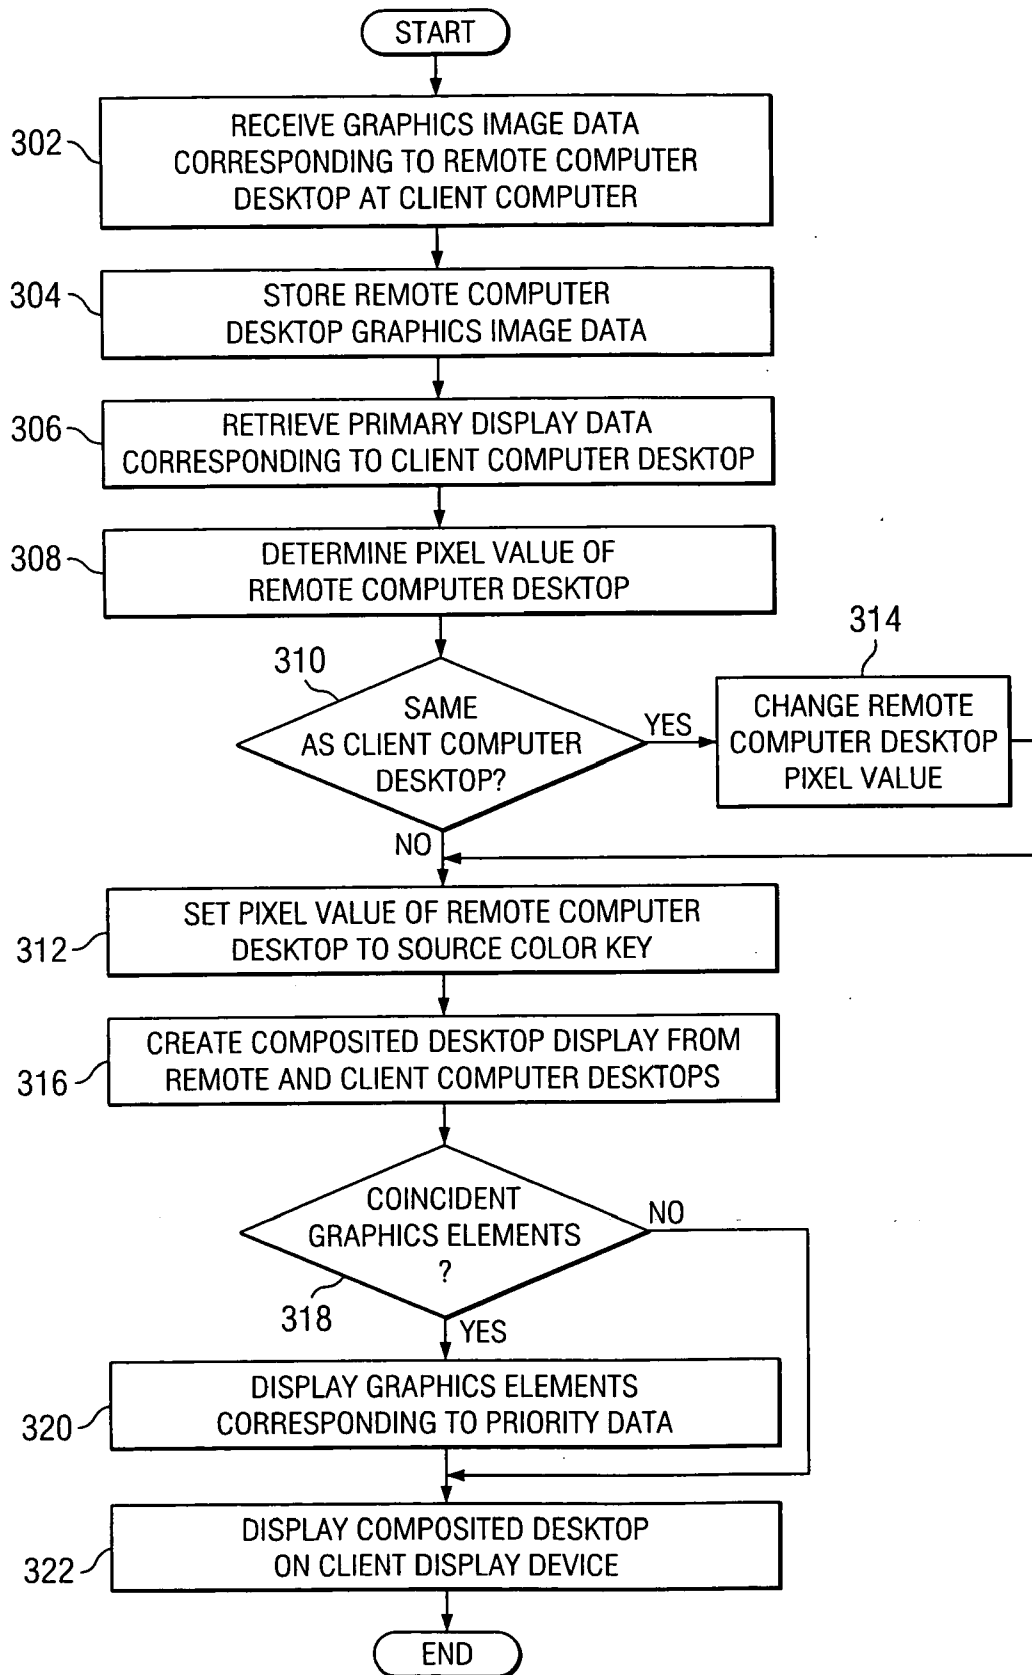 START
302
RECEIVE GRAPHICS IMAGE DATA
CORRESPONDING TO REMOTE COMPUTER
DESKTOP AT CLIENT COMPUTER
304
STORE REMOTE COMPUTER
DESKTOP GRAPHICS IMAGE DATA
306
RETRIEVE PRIMARY DISPLAY DATA
CORRESPONDING TO CLIENT COMPUTER DESKTOP
308
DETERMINE PIXEL VALUE OF
REMOTE COMPUTER DESKTOP
310
SAME
AS CLIENT COMPUTER
DESKTOP?
YES
314
CHANGE REMOTE
COMPUTER DESKTOP
PIXEL VALUE
NO
312
SET PIXEL VALUE OF REMOTE COMPUTER
DESKTOP TO SOURCE COLOR KEY
316
CREATE COMPOSITED DESKTOP DISPLAY FROM
REMOTE AND CLIENT COMPUTER DESKTOPS
COINCIDENT
GRAPHICS ELEMENTS
?
NO
318
YES
320
DISPLAY GRAPHICS ELEMENTS
CORRESPONDING TO PRIORITY DATA
322
DISPLAY COMPOSITED DESKTOP
ON CLIENT DISPLAY DEVICE
END